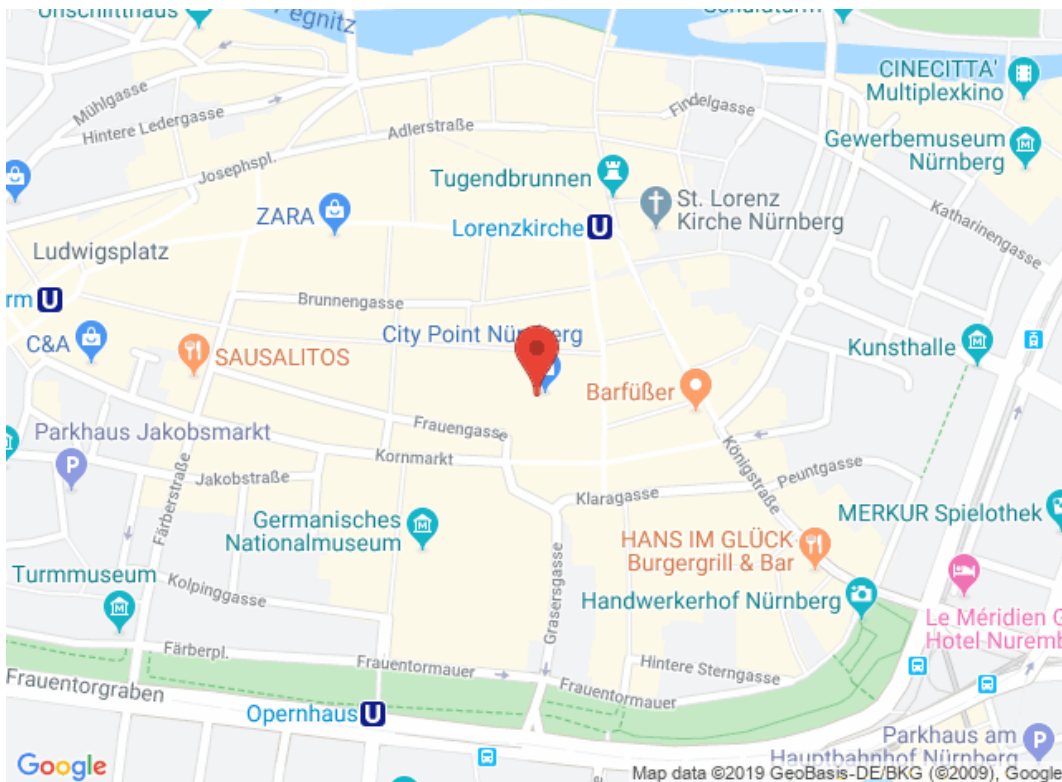 Unschlitthaus
Pegnitz
Schuldturm
CINECITTA'
Multiplexkino
Mühlgasse
Hintere Ledergasse
Findelgasse
Adlerstraße
Gewerbemuseum
Nürnberg
Josephspl.
Tugendbrunnen
St. Lorenz
Kirche Nürnberg
ZARA
Lorenzkirche
U
Katharinengasse
Ludwigsplatz
rm
U
Brunnengasse
City Point Nürnberg
C&A
SAUSALITOS
Kunsthalle
Barfüßer
Frauengasse
Parkhaus Jakobsmarkt
P
Kornmarkt
Königstraße
Peuntgasse
Jakobstraße
Klaragasse
Färberstraße
Germanisches
Nationalmuseum
MERKUR Spielothek
HANS IM GLÜCK
Burgergrill & Bar
Turmmuseum
Kolpinggasse
Grasersgasse
Handwerkerhof Nürnberg
Le Méridien G
Hotel Nuremb
Färberpl.
Frauentormauer
Hintere Sterngasse
Frauentorgraben
Frauentormauer
Opernhaus
U
Parkhaus am
Hauptbahnhof Nürnberg
P
Google
Map data ©2019 GeoBasis-DE/BKG (©2009), Google